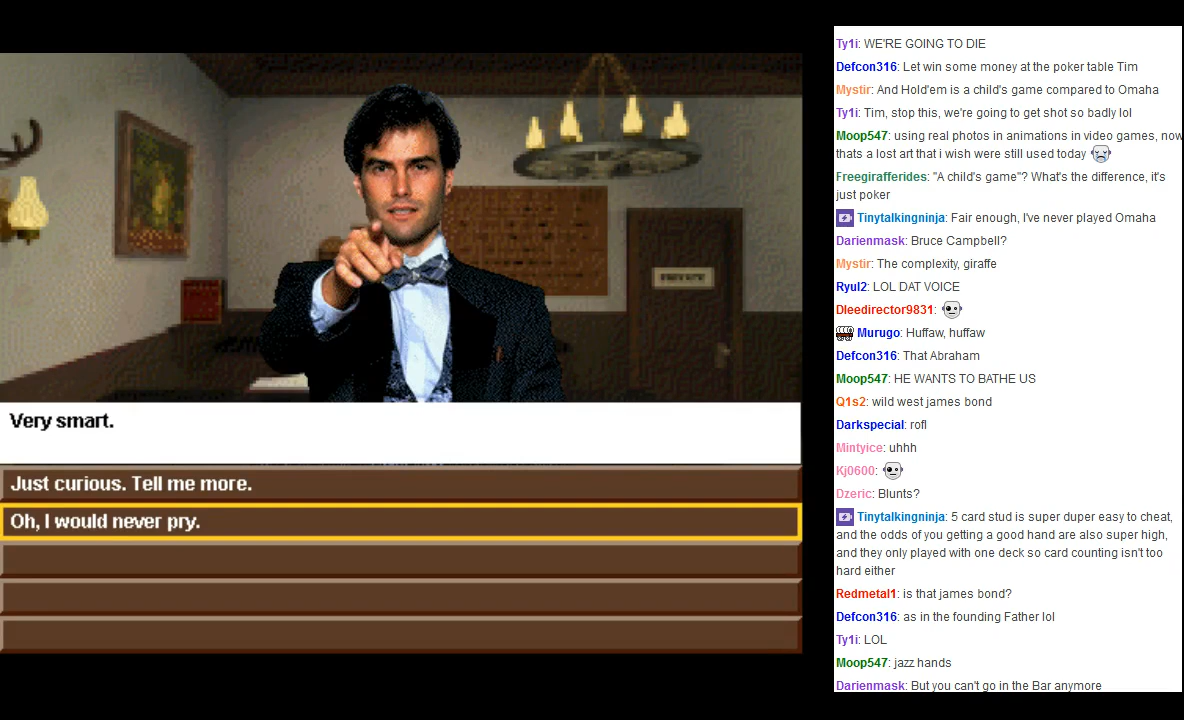 Very smart.
Just curious. Tell me more.
Oh, I would never pry.
Ty1i: WE'RE GOING TO DIE
Defcon316: Let win some money at the poker table Tim
Mystir: And Hold'em is a child's game compared to Omaha
Ty1i: Tim, stop this, we're going to get shot so badly lol
Moop547: using real photos in animations in video games, now
thats a lost art that i wish were still used today
Freegirafferides: "A child's game"? What's the difference, it's
just poker
Tinytalkingninja: Fair enough, I've never played Omaha
Darienmask: Bruce Campbell?
Mystir: The complexity, giraffe
Ryul2: LOL DAT VOICE
Dleedirector9831:
Murugo: Huffaw, huffaw
Defcon316: That Abraham
Moop547: HE WANTS TO BATHE US
Q1s2: wild west james bond
Darkspecial: rofl
Mintyice: uhhh
Kj0600:
Dzeric: Blunts?
Tinytalkingninja: 5 card stud is super duper easy to cheat,
and the odds of you getting a good hand are also super high,
and they only played with one deck so card counting isn't too
hard either
Redmetal1: is that james bond?
Defcon316: as in the founding Father lol
Ty1i: LOL
Moop547: jazz hands
Darienmask: But you can't go in the Bar anymore